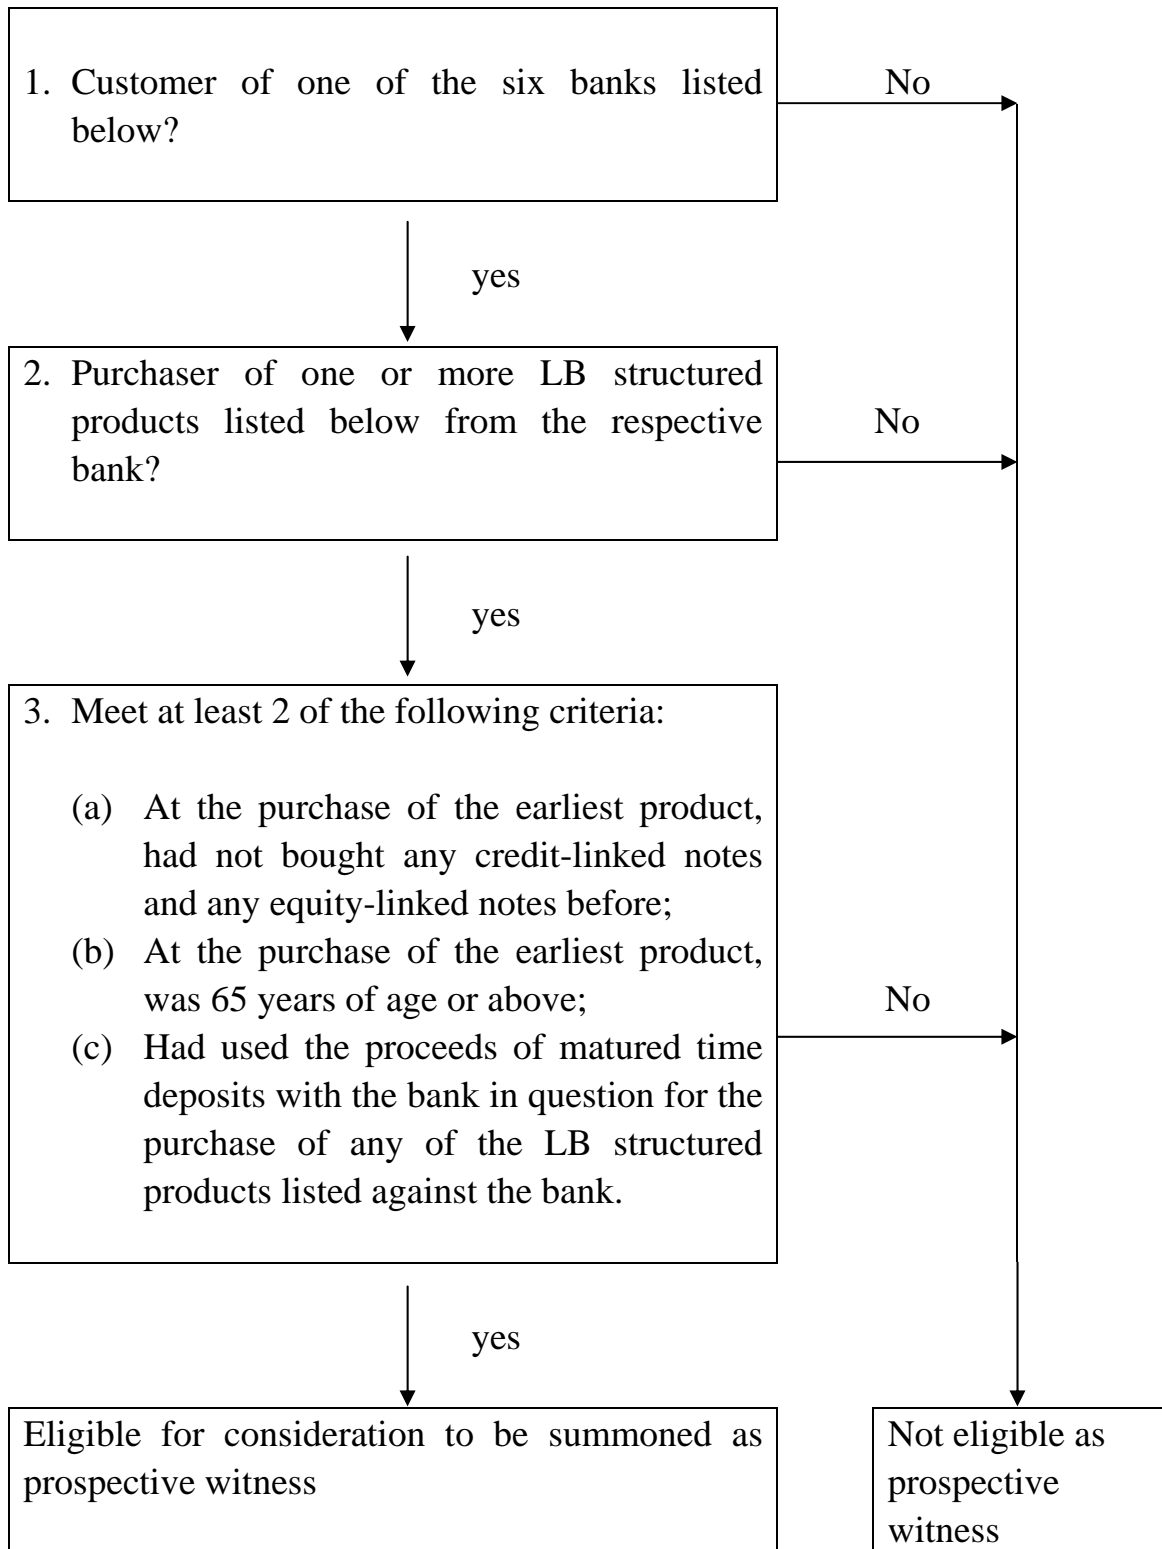 1. Customer of one of the six banks listed
below?
No
yes
2. Purchaser of one or more LB structured
products listed below from the respective
bank?
No
yes
3. Meet at least 2 of the following criteria:
(a) At the purchase of the earliest product,
had not bought any credit-linked notes
and any equity-linked notes before;
(b) At the purchase of the earliest product,
was 65 years of age or above;
(c) Had used the proceeds of matured time
deposits with the bank in question for the
purchase of any of the LB structured
products listed against the bank.
No
yes
Eligible for consideration to be summoned as
prospective witness
Not eligible as
prospective
witness